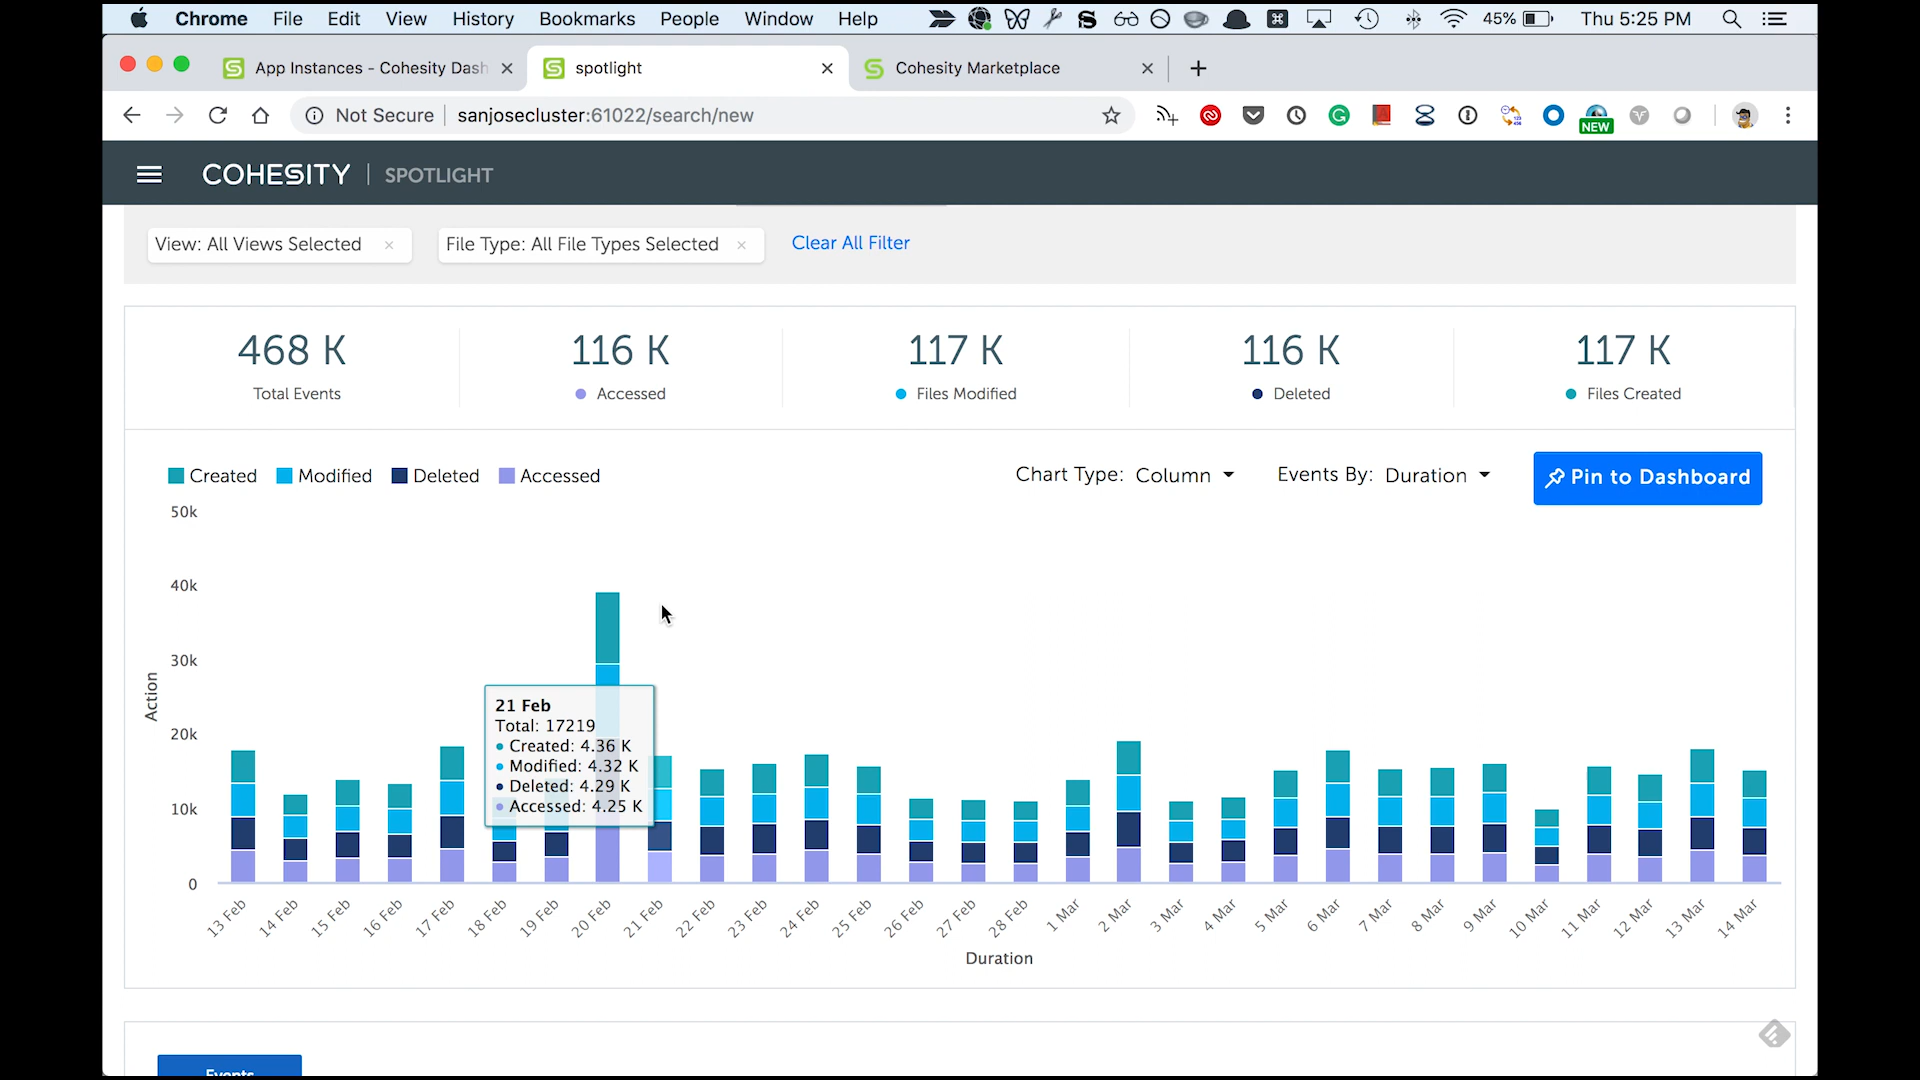 Chrome File Edit View History Bookmarks People Window Help 45% Thu 5:25 PM
App Instances - Cohesity Dash spotlight Cohesity Marketplace
Not Secure sanjosecluster:61022/search/new NEW
COHESITY | SPOTLIGHT
View: All Views Selected File Type: All File Types Selected Clear All Filter
468 K 116 K 117 K 116 K 117 K
Total Events Accessed Files Modified Deleted Files Created
Created Modified Deleted Accessed Chart Type: Column Events By: Duration Pin to Dashboard
50k
40k
30k
Action
20k
10k
0
21 Feb
Total: 17219
Created: 4.36 K
Modified: 4.32 K
Deleted: 4.29 K
Accessed: 4.25 K
13 Feb 14 Feb 15 Feb 16 Feb 17 Feb 18 Feb 19 Feb 20 Feb 21 Feb 22 Feb 23 Feb 24 Feb 25 Feb 26 Feb 27 Feb 28 Feb 1 Mar 2 Mar 3 Mar 4 Mar 5 Mar 6 Mar 7 Mar 8 Mar 9 Mar 10 Mar 11 Mar 12 Mar 13 Mar 14 Mar
Duration
Events